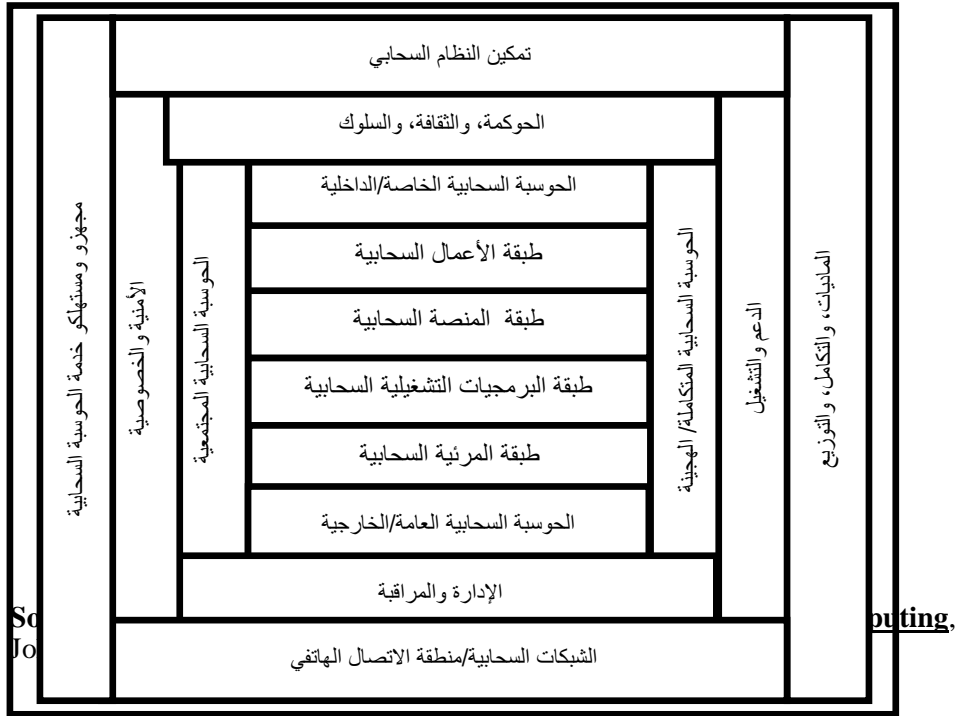 تمكين النظام السحابي
الحوكمة، والثقافة، والسلوك
الماديات، والتكامل، والتوزيع
الدعم والتشغيل
الحوسبة السحابية المتكاملة/ الهجينة
الحوسبة السحابية الخاصة/الداخلية
طبقة الأعمال السحابية
طبقة المنصة السحابية
طبقة البرمجيات التشغيلية السحابية
طبقة المرئية السحابية
الحوسبة السحابية العامة/الخارجية
الحوسبة السحابية المجتمعية
الأمنية والخصوصية
مجهزو ومستهلكو خدمة الحوسبة السحابية
الإدارة والمراقبة
الشبكات السحابية/منطقة الاتصال الهاتفي